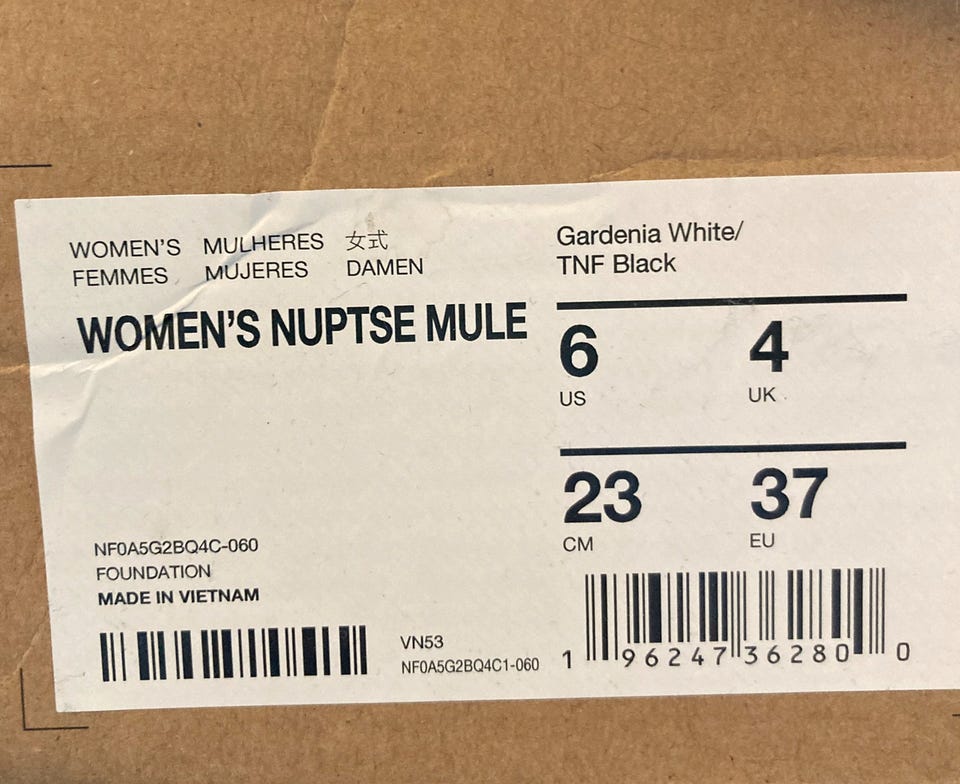 WOMEN'S MULHERES 女式
FEMMES MUJERES DAMEN
WOMEN'S NUPTSE MULE
NF0A5G2BQ4C-060
FOUNDATION
MADE IN VIETNAM
VN53
NF0A5G2BQ4C1-060
Gardenia White/
TNF Black
6 4
US UK
23 37
CM EU
1 96247 36280 0